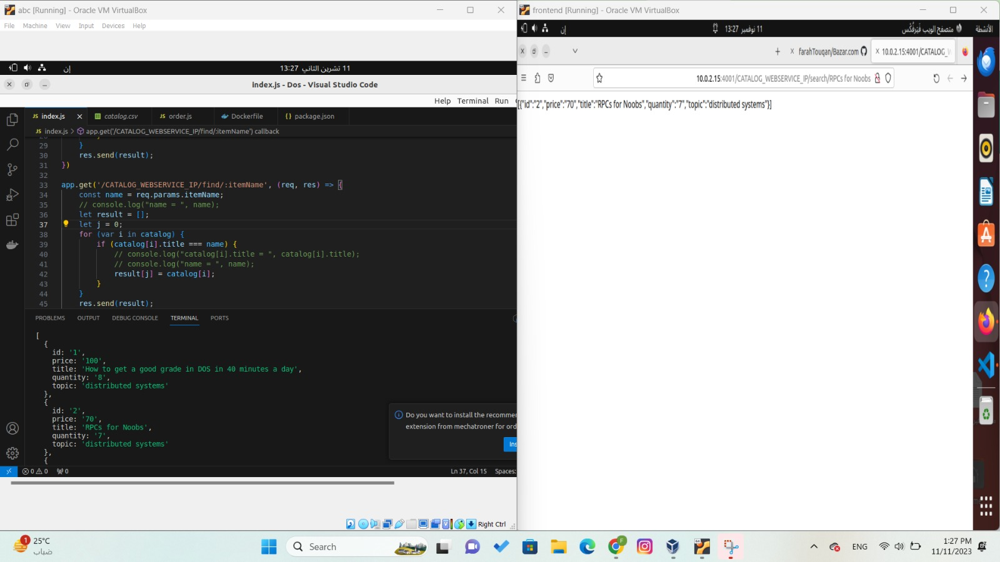 abc [Running] - Oracle VM VirtualBox
File Machine View Input Devices Help
إن
11 تشرين الثاني 13:27
index.js - Dos - Visual Studio Code
Help Terminal Run
JS index.js
catalog.csv
JS order.js
Dockerfile
{} package.json
JS index.js > app.get('/CATALOG_WEBSERVICE_IP/find/:itemName') callback
29 }
30 res.send(result);
31 })
32
33 app.get('/CATALOG_WEBSERVICE_IP/find/:itemName', (req, res) => {
34 const name = req.params.itemName;
35 // console.log("name = ", name);
36 let result = [];
37 let j = 0;
38 for (var i in catalog) {
39 if (catalog[i].title === name) {
40 // console.log("catalog[i].title = ", catalog[i].title);
41 // console.log("name = ", name);
42 result[j] = catalog[i];
43 }
44 }
45 res.send(result);
PROBLEMS OUTPUT DEBUG CONSOLE TERMINAL PORTS
[
{
id: '1',
price: '100',
title: 'How to get a good grade in DOS in 40 minutes a day',
quantity: '8',
topic: 'distributed systems'
},
{
id: '2',
price: '70',
title: 'RPCs for Noobs',
quantity: '7',
topic: 'distributed systems'
},
{
Do you want to install the recomme
extension from mechatroner for ord
Ins
0 0 0
Ln 37, Col 15 Spaces:
Right Ctrl
frontend [Running] - Oracle VM VirtualBox
إن
11 نوفمبر 13:27
متصفح الويب فَيَرفُكْس
الأنشطة
farahTouqan/Bazar.com
10.0.2.15:4001/CATALOG_W
10.0.2.15:4001/CATALOG_WEBSERVICE_IP/search/RPCs for Noobs
[{"id":"2","price":"70","title":"RPCs for Noobs","quantity":"7","topic":"distributed systems"}]
1
25°C
ضباب
Search
F
ENG
1:27 PM
11/11/2023